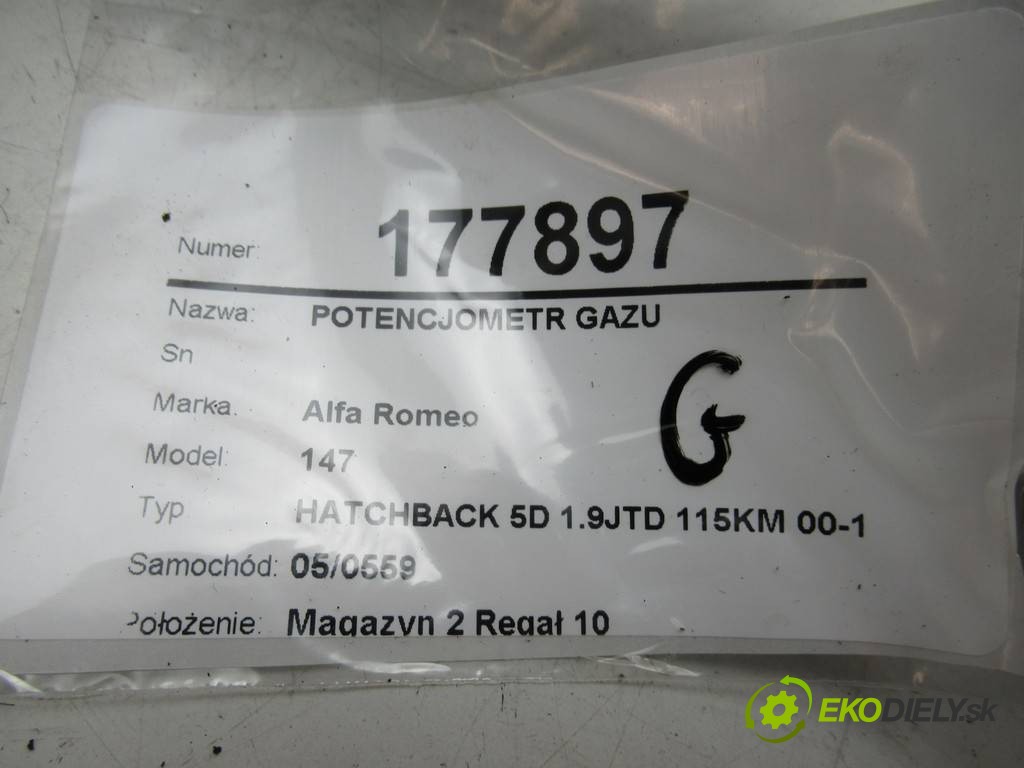 Numer: 177897
Nazwa: POTENCJOMETR GAZU
Sn
Marka: Alfa Romeo
G
Model: 147
Typ HATCHBACK 5D 1.9JTD 115KM 00-1
Samochód: 05/0559
Położenie: Magazyn 2 Regał 10
EKODIELY.sk